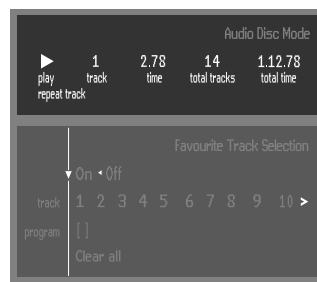 Audio Disc Mode
1 2.78 14 1.12.78
play track time total tracks total time
repeat track
Favourite Track Selection
On Off
track 1 2 3 4 5 6 7 8 9 10 >
program [ ]
Clear all